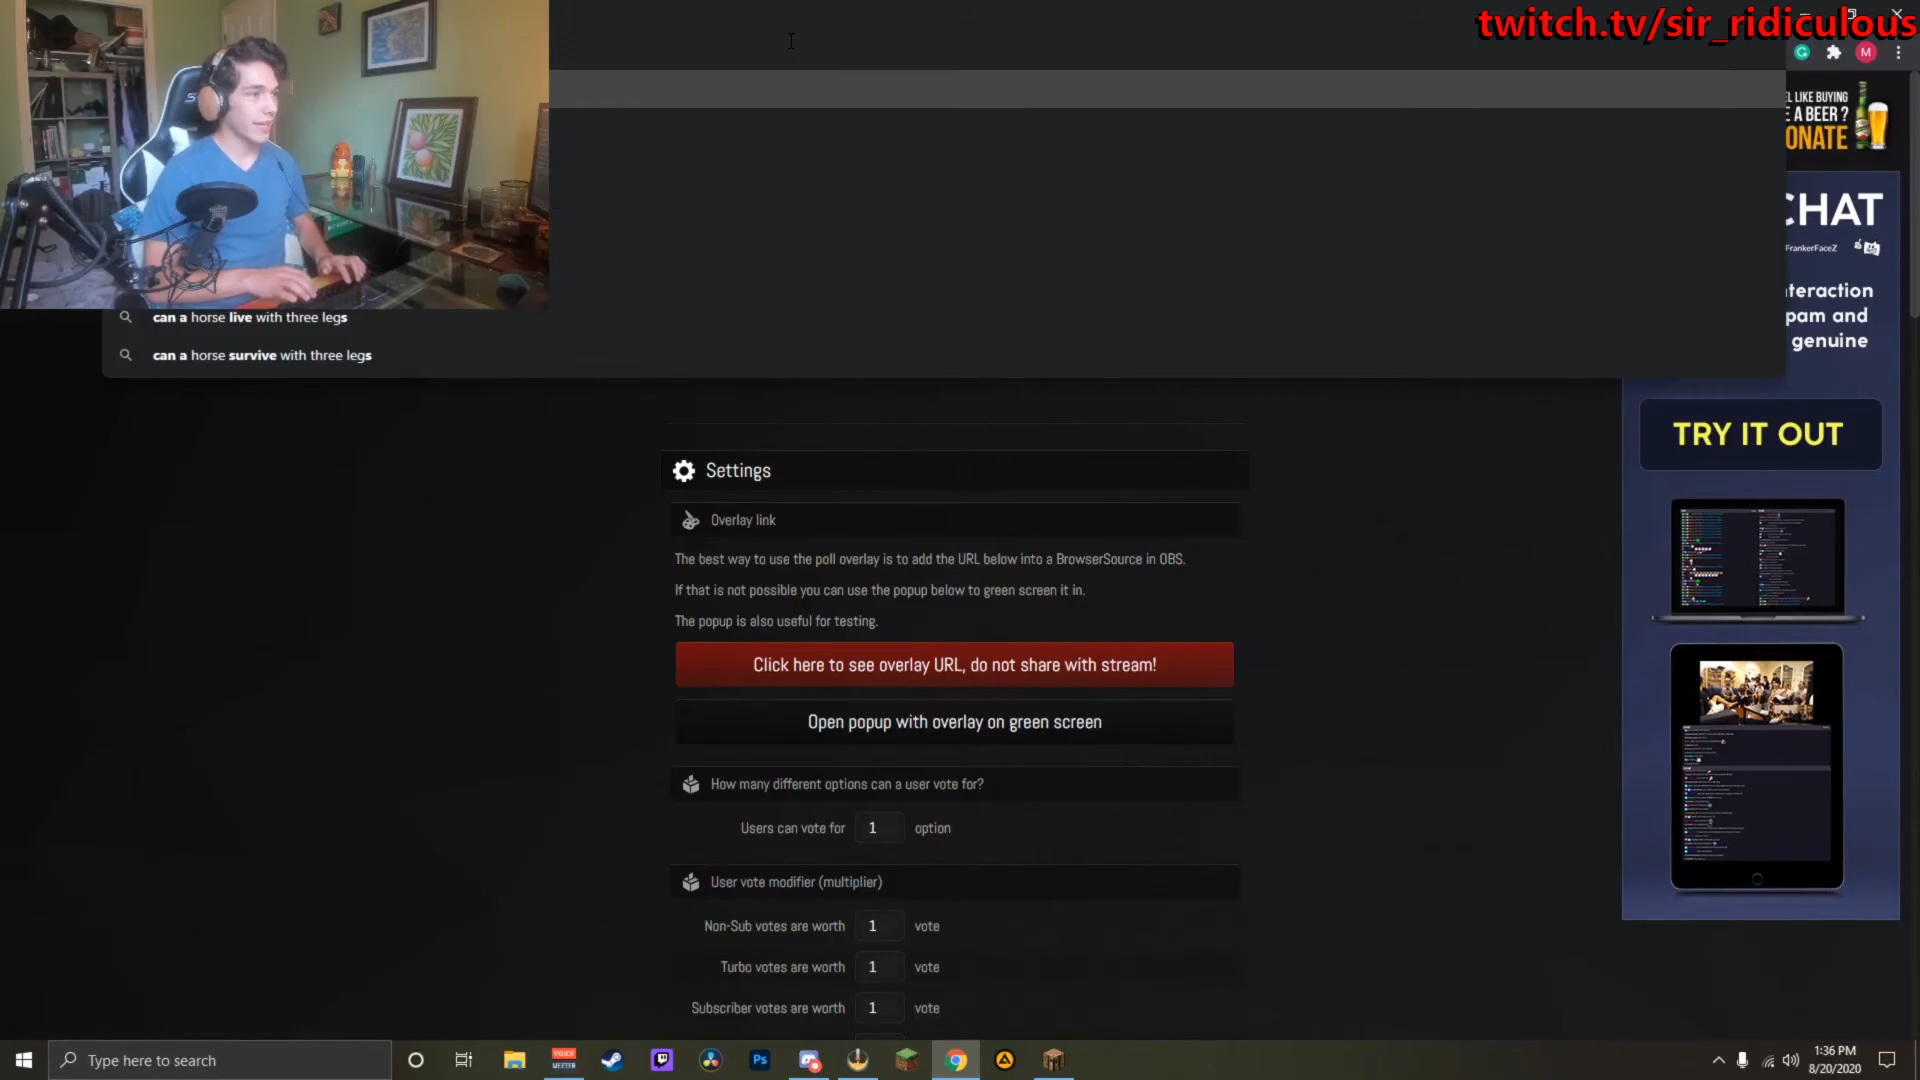 twitch.tv/sir_ridiculous
M
L LIKE BUYING
E A BEER ?
ONATE
CHAT
FrankerFaceZ
teraction
pam and
genuine
TRY IT OUT
can a horse live with three legs
can a horse survive with three legs
Settings
Overlay link
The best way to use the poll overlay is to add the URL below into a BrowserSource in OBS.
If that is not possible you can use the popup below to green screen it in.
The popup is also useful for testing.
Click here to see overlay URL, do not share with stream!
Open popup with overlay on green screen
How many different options can a user vote for?
Users can vote for 1 option
User vote modifier (multiplier)
Non-Sub votes are worth 1 vote
Turbo votes are worth 1 vote
Subscriber votes are worth 1 vote
Type here to search
VOICE
MEETER
Ps
1:36 PM
8/20/2020